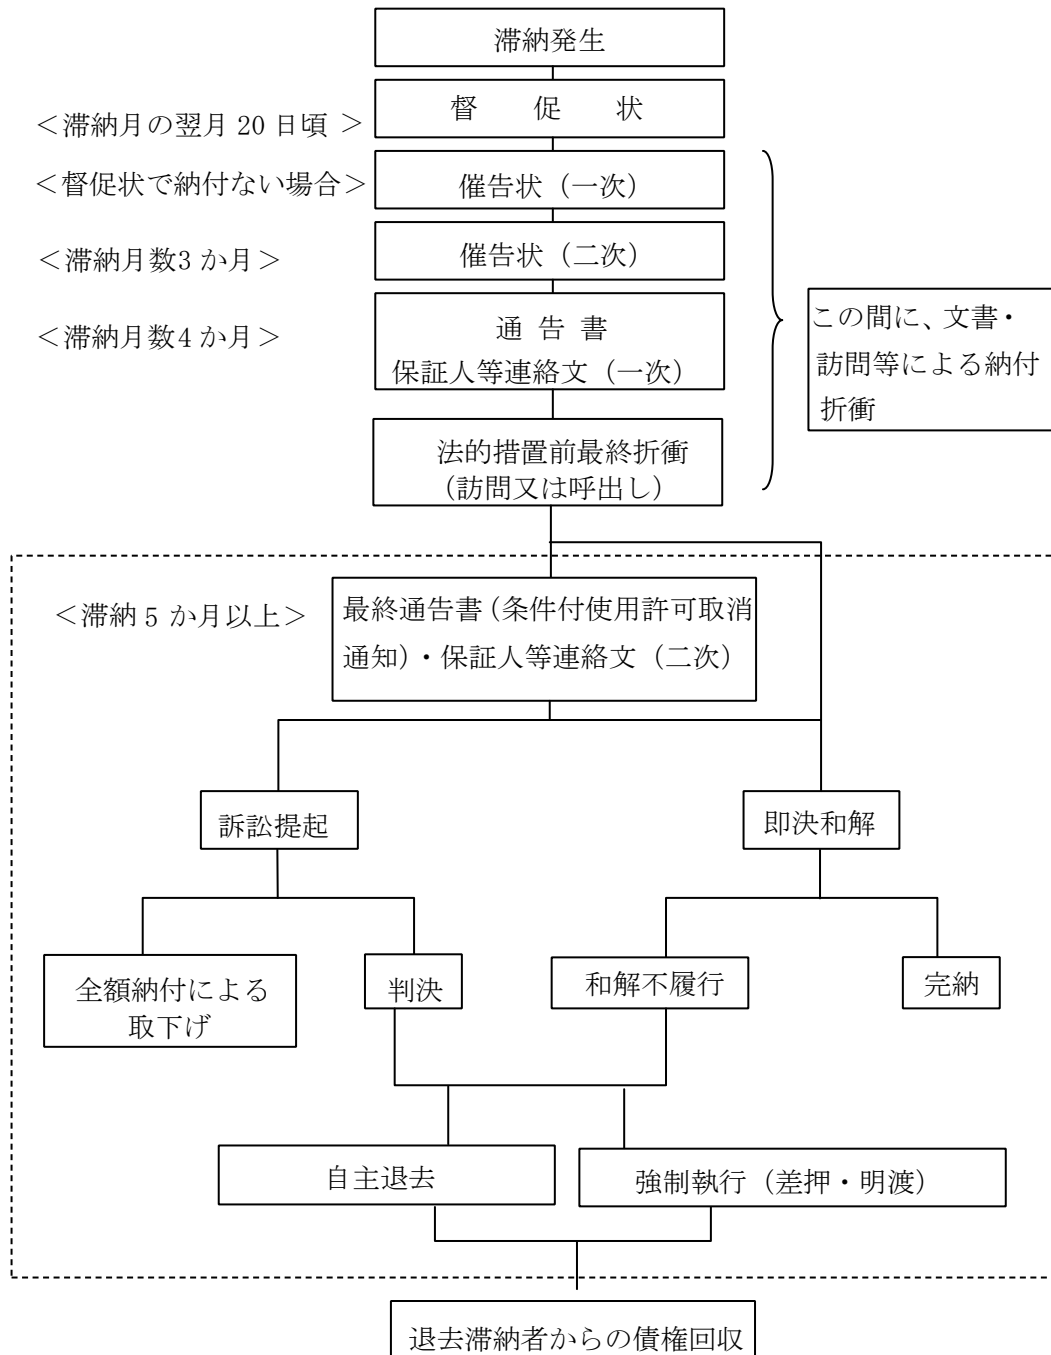 滞納発生
督　促　状
＜滞納月の翌月 20 日頃 ＞
＜督促状で納付ない場合＞
催告状（一次）
催告状（二次）
＜滞納月数3 か月＞
＜滞納月数4 か月＞
通 告 書
保証人等連絡文（一次）
この間に、文書・
訪問等による納付
折衝
法的措置前最終折衝
（訪問又は呼出し）
＜滞納 5 か月以上＞
最終通告書（条件付使用許可取消
通知）・保証人等連絡文（二次）
訴訟提起
即決和解
全額納付による
取下げ
判決
和解不履行
完納
自主退去
強制執行（差押・明渡）
退去滞納者からの債権回収